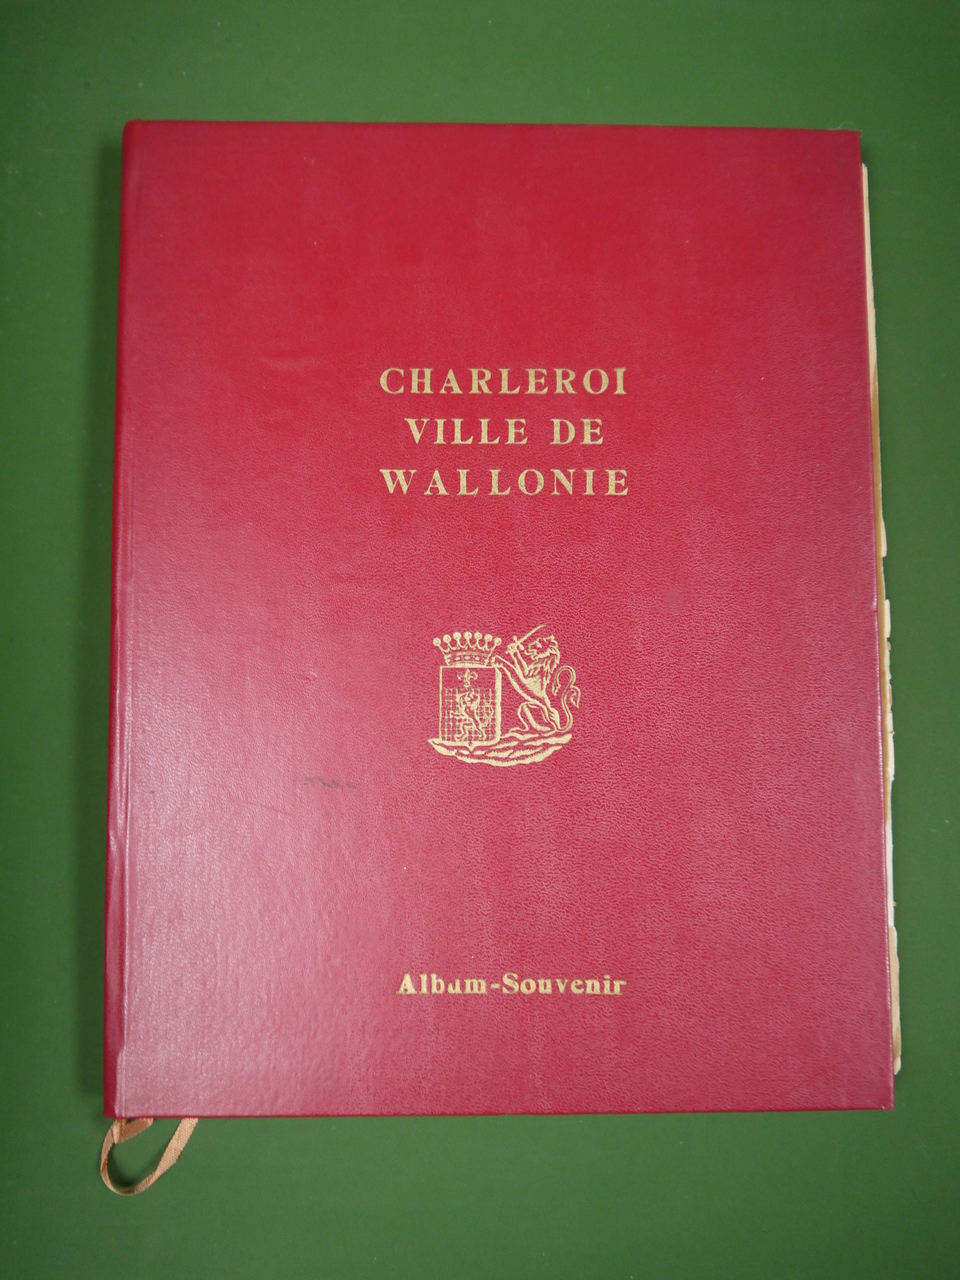 CHARLEROI
VILLE DE
WALLONIE
Album-Souvenir